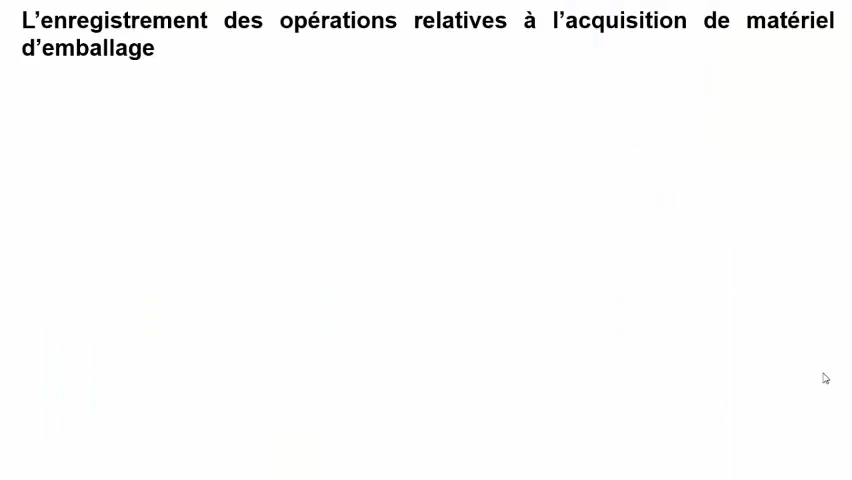 L’enregistrement des opérations relatives à l’acquisition de matériel
d’emballage